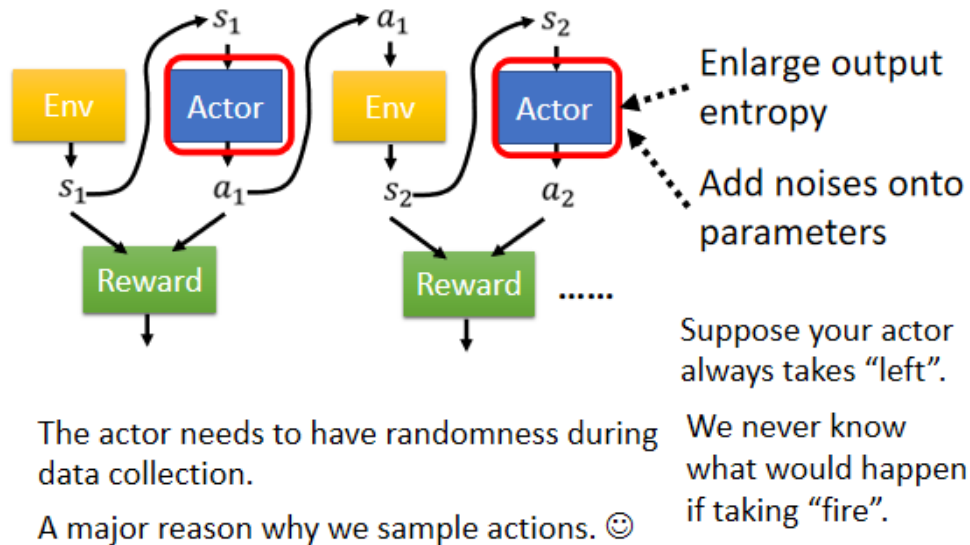 s₁
a₁
s₂
Env
Actor
Env
Actor
Enlarge output
entropy
s₁
a₁
s₂
a₂
Add noises onto
parameters
Reward
Reward
......
Suppose your actor
always takes “left”.
The actor needs to have randomness during
data collection.
We never know
what would happen
if taking “fire”.
A major reason why we sample actions. ☺